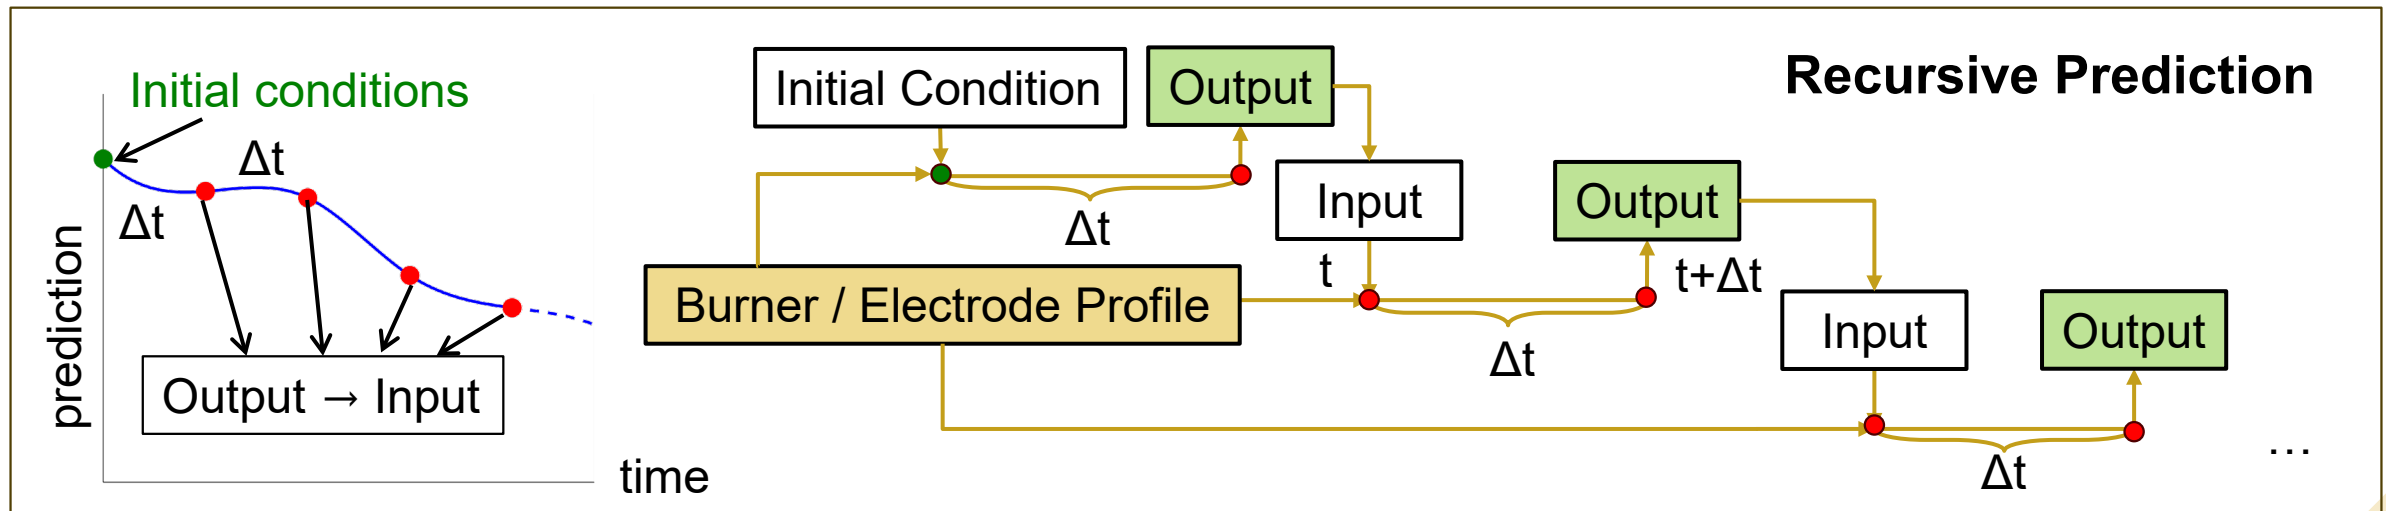 Initial conditions
Δt
Δt
prediction
Output → Input
time
Initial Condition
Output
Recursive Prediction
Δt
Input
Output
Burner / Electrode Profile
t
t+Δt
Δt
Input
Output
Δt
...